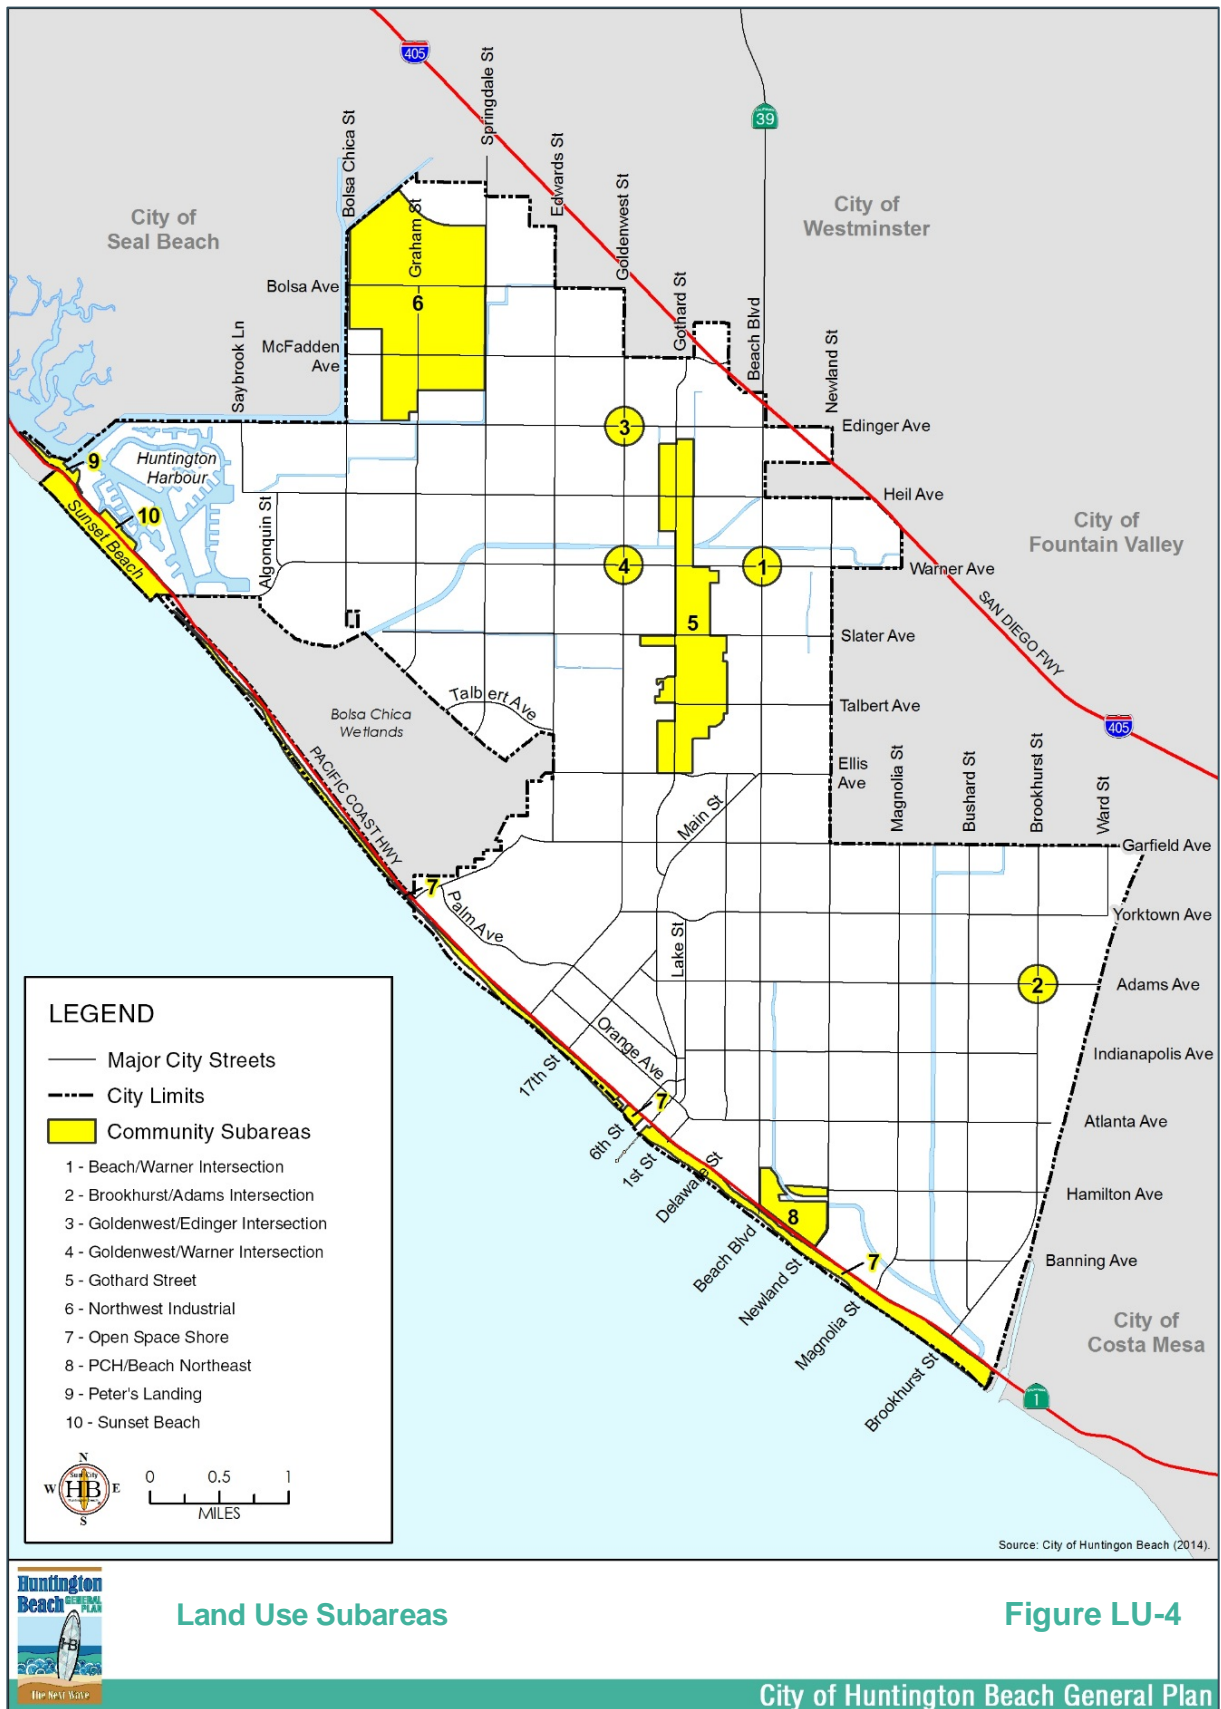 405
Springdale St
39
Bolsa Chica St
Edwards St
Goldenwest St
City of
Seal Beach
City of
Westminster
Graham St
Gothard St
Bolsa Ave
6
Beach Blvd
Newland St
Saybrook Ln
McFadden
Ave
3
Edinger Ave
9
Huntington
Harbour
Heil Ave
10
Sunset Beach
Algonquin St
City of
Fountain Valley
4
1
Warner Ave
SAN DIEGO FWY
5
Slater Ave
Talbert Ave
Talbert Ave
Bolsa Chica
Wetlands
405
PACIFIC COAST HWY
Ellis
Ave
Magnolia St
Bushard St
Brookhurst St
Ward St
Main St
Garfield Ave
7
Palm Ave
Yorktown Ave
Lake St
2
Adams Ave
Orange Ave
17th St
Indianapolis Ave
7
6th St
1st St
Atlanta Ave
Delaware St
Hamilton Ave
8
Beach Blvd
Newland St
7
Banning Ave
Magnolia St
City of
Costa Mesa
Brookhurst St
1
LEGEND
Major City Streets
City Limits
Community Subareas
1 - Beach/Warner Intersection
2 - Brookhurst/Adams Intersection
3 - Goldenwest/Edinger Intersection
4 - Goldenwest/Warner Intersection
5 - Gothard Street
6 - Northwest Industrial
7 - Open Space Shore
8 - PCH/Beach Northeast
9 - Peter's Landing
10 - Sunset Beach
N
W HB E
S
0 0.5 1
MILES
Source: City of Huntingon Beach (2014).
Huntington
Beach GENERAL PLAN
HB
The Next Wave
Land Use Subareas
Figure LU-4
City of Huntington Beach General Plan